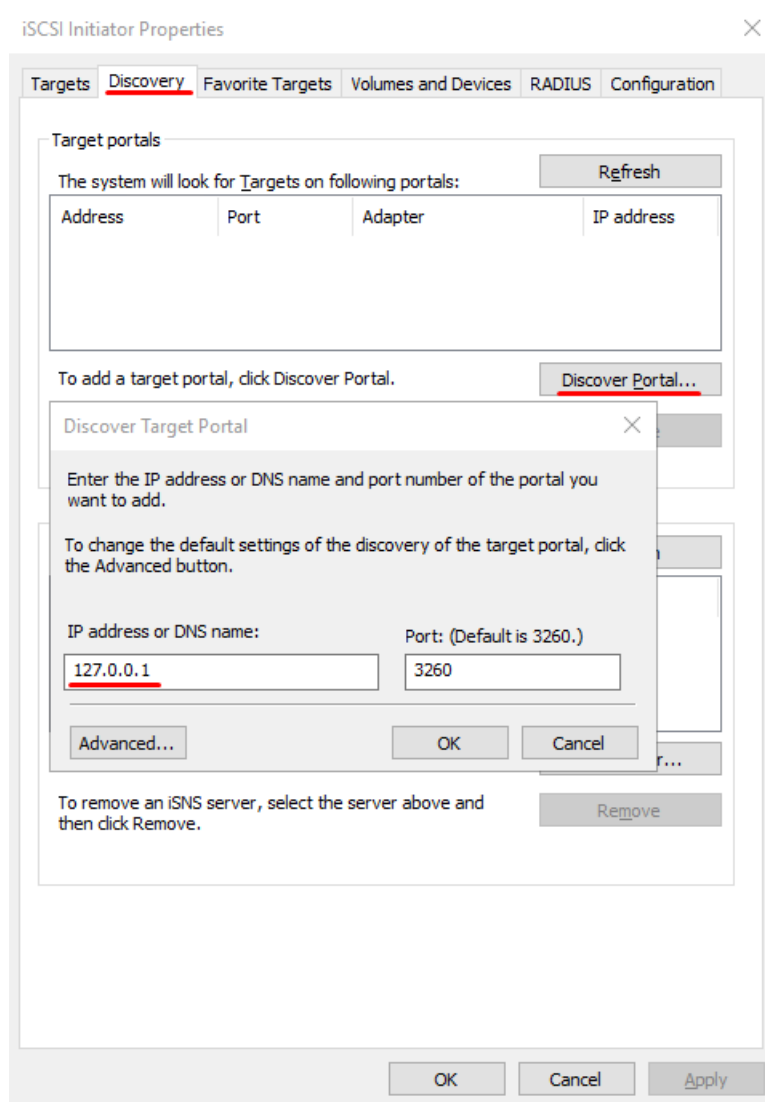 iSCSI Initiator Properties
Targets Discovery Favorite Targets Volumes and Devices RADIUS Configuration
Target portals
The system will look for Targets on following portals:
Refresh
Address Port Adapter IP address
To add a target portal, click Discover Portal.
Discover Portal...
Discover Target Portal
Enter the IP address or DNS name and port number of the portal you
want to add.
To change the default settings of the discovery of the target portal, click
the Advanced button.
IP address or DNS name:
Port: (Default is 3260.)
127.0.0.1
3260
Advanced...
OK
Cancel
r...
To remove an iSNS server, select the server above and
then click Remove.
Remove
OK
Cancel
Apply